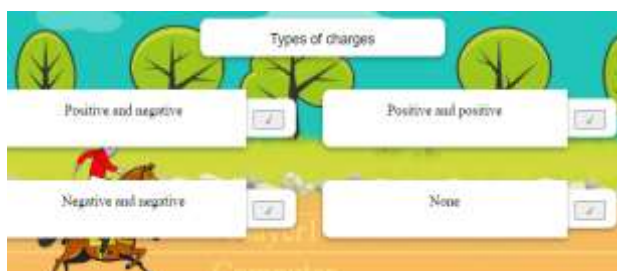 Types of charges
Positive and negative
Positive and positive
Negative and negative
None